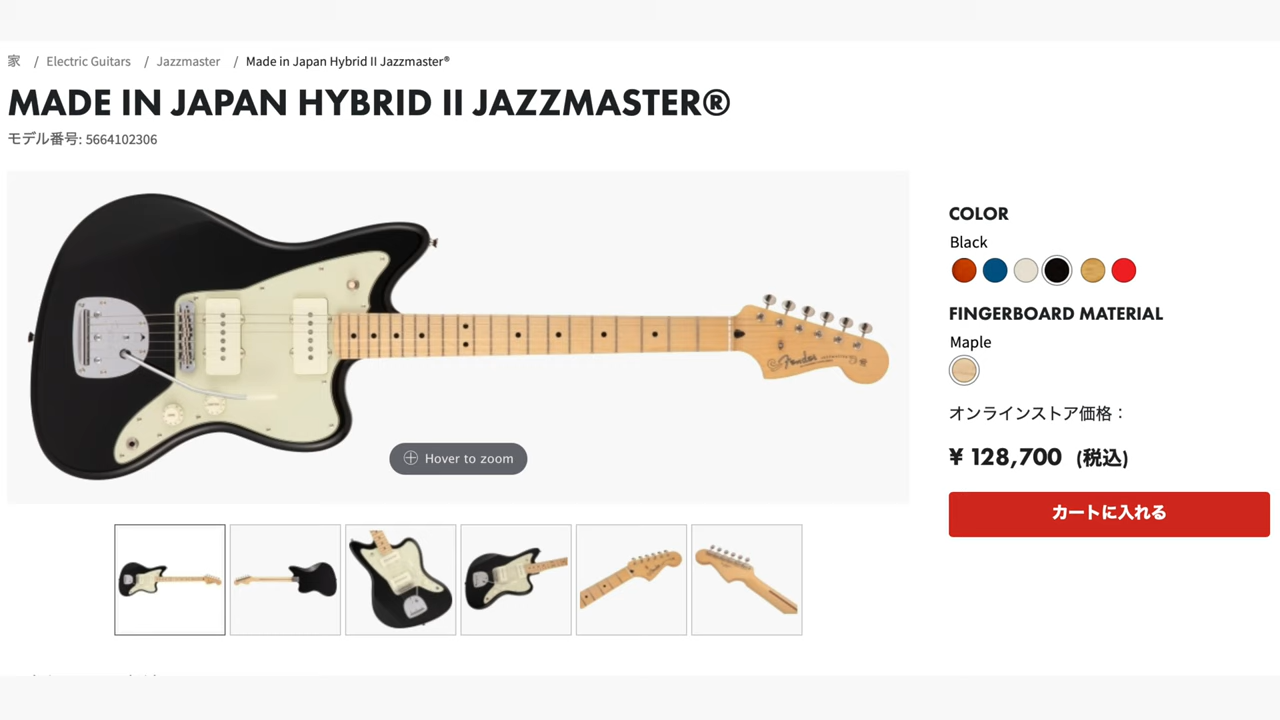 家 / Electric Guitars / Jazzmaster / Made in Japan Hybrid II Jazzmaster®
MADE IN JAPAN HYBRID II JAZZMASTER®
モデル番号: 5664102306
Fender
Hover to zoom
COLOR
Black
FINGERBOARD MATERIAL
Maple
オンラインストア価格：
¥ 128,700 (税込)
カートに入れる